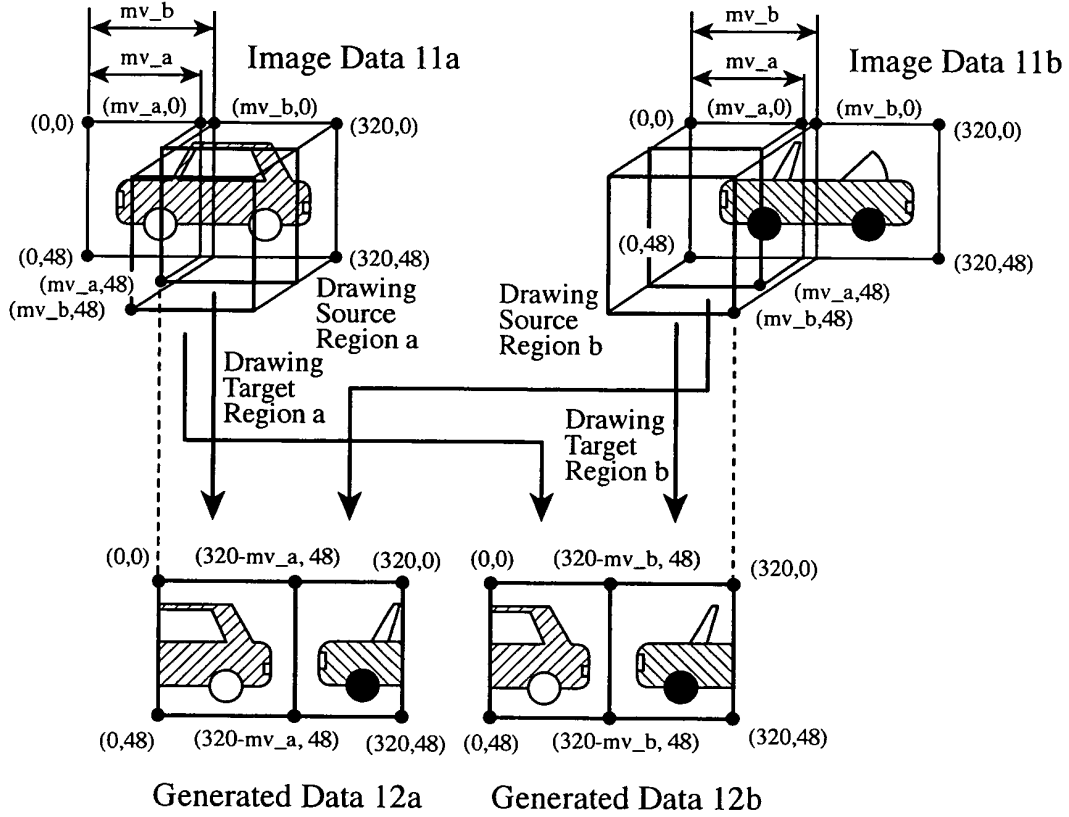 mv_b
mv_b
Image Data 11a
mv_a
Image Data 11b
mv_a
(mv_a,0)
(mv_b,0)
(mv_a,0)
(mv_b,0)
(0,0)
(320,0)
(0,0)
(320,0)
(0,48)
(320,48)
(0,48)
(320,48)
(mv_a,48)
(mv_b,48)
(mv_a,48)
(mv_b,48)
Drawing
Source
Region a
Drawing
Source
Region b
Drawing
Target
Region a
Drawing
Target
Region b
(0,0)
(320-mv_a, 48)
(320,0)
(0,0)
(320-mv_b, 48)
(320,0)
(0,48)
(320-mv_a, 48)
(320,48)
(0,48)
(320-mv_b, 48)
(320,48)
Generated Data 12a
Generated Data 12b